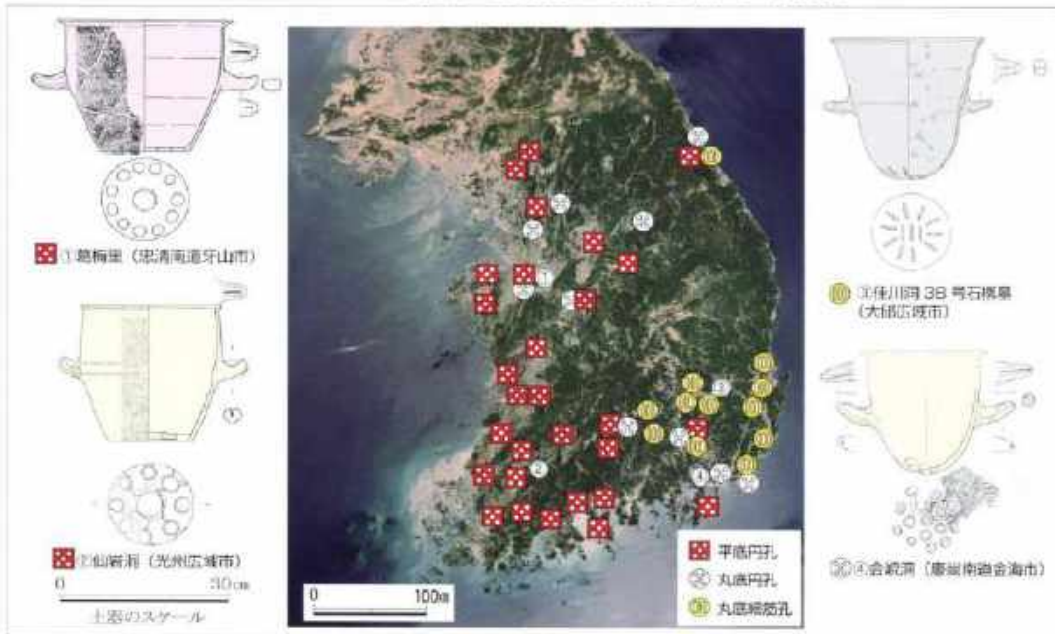 ①葛梅里（忠清南道牙山市）
②仙岩洞（光州広域市）
0 30cm
土器のスケール
0 100km
平底円孔
丸底円孔
丸底細筋孔
③佳川洞 38 号石槨墓
（大邱広域市）
④会峴洞（慶尚南道金海市）